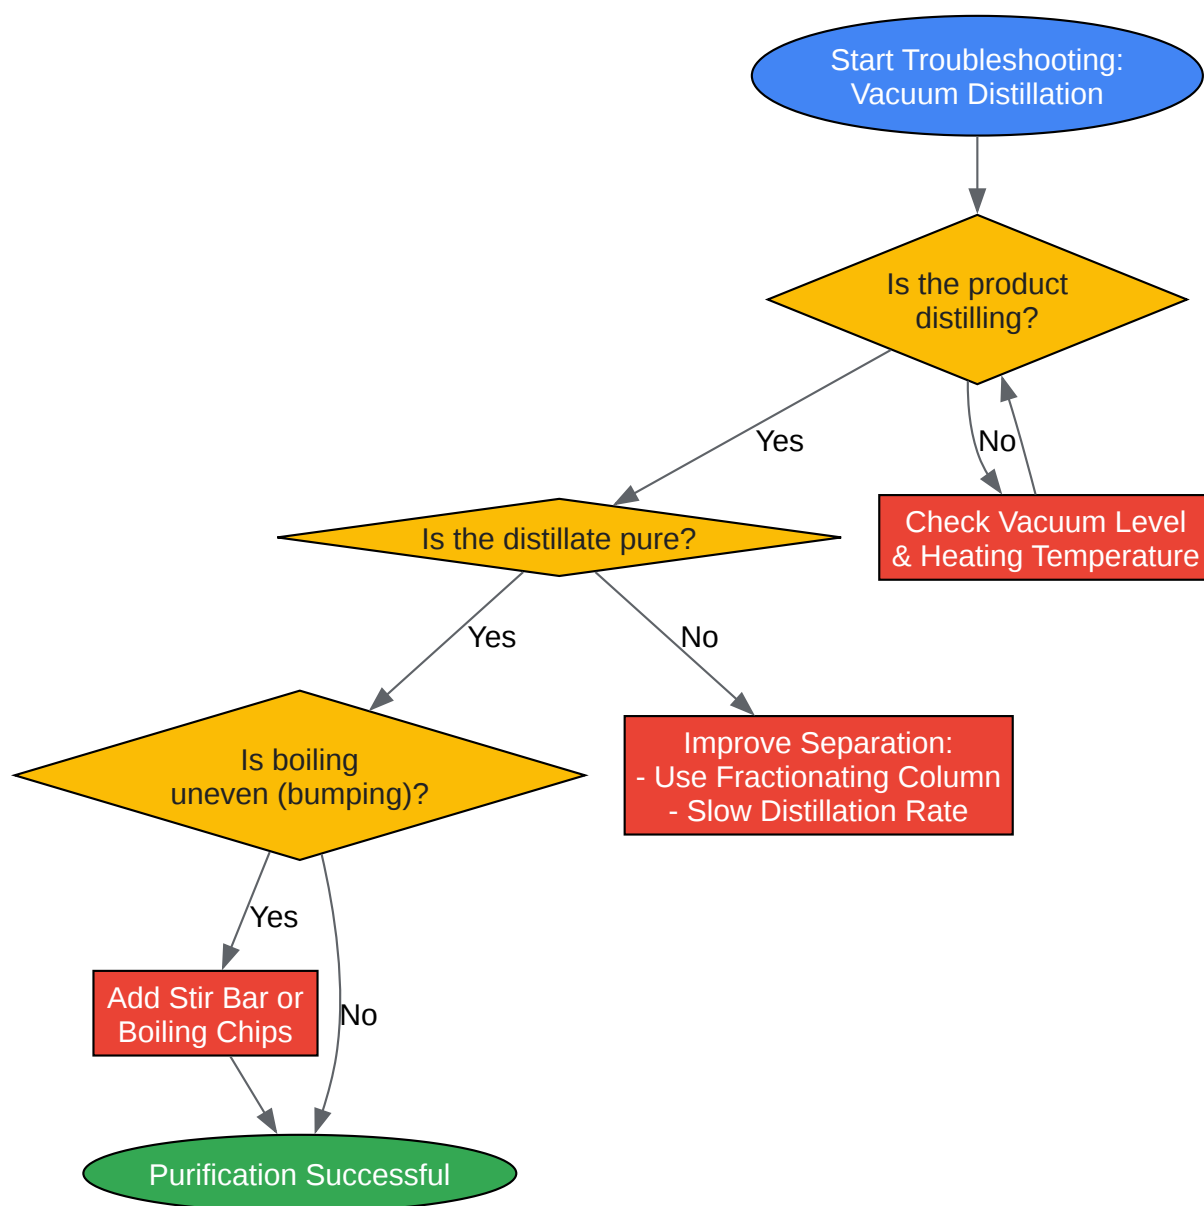 Start Troubleshooting:
Vacuum Distillation
Is the product
distilling?
Yes
No
Check Vacuum Level
& Heating Temperature
Is the distillate pure?
Yes
No
Improve Separation:
- Use Fractionating Column
- Slow Distillation Rate
Is boiling
uneven (bumping)?
Yes
No
Add Stir Bar or
Boiling Chips
Purification Successful